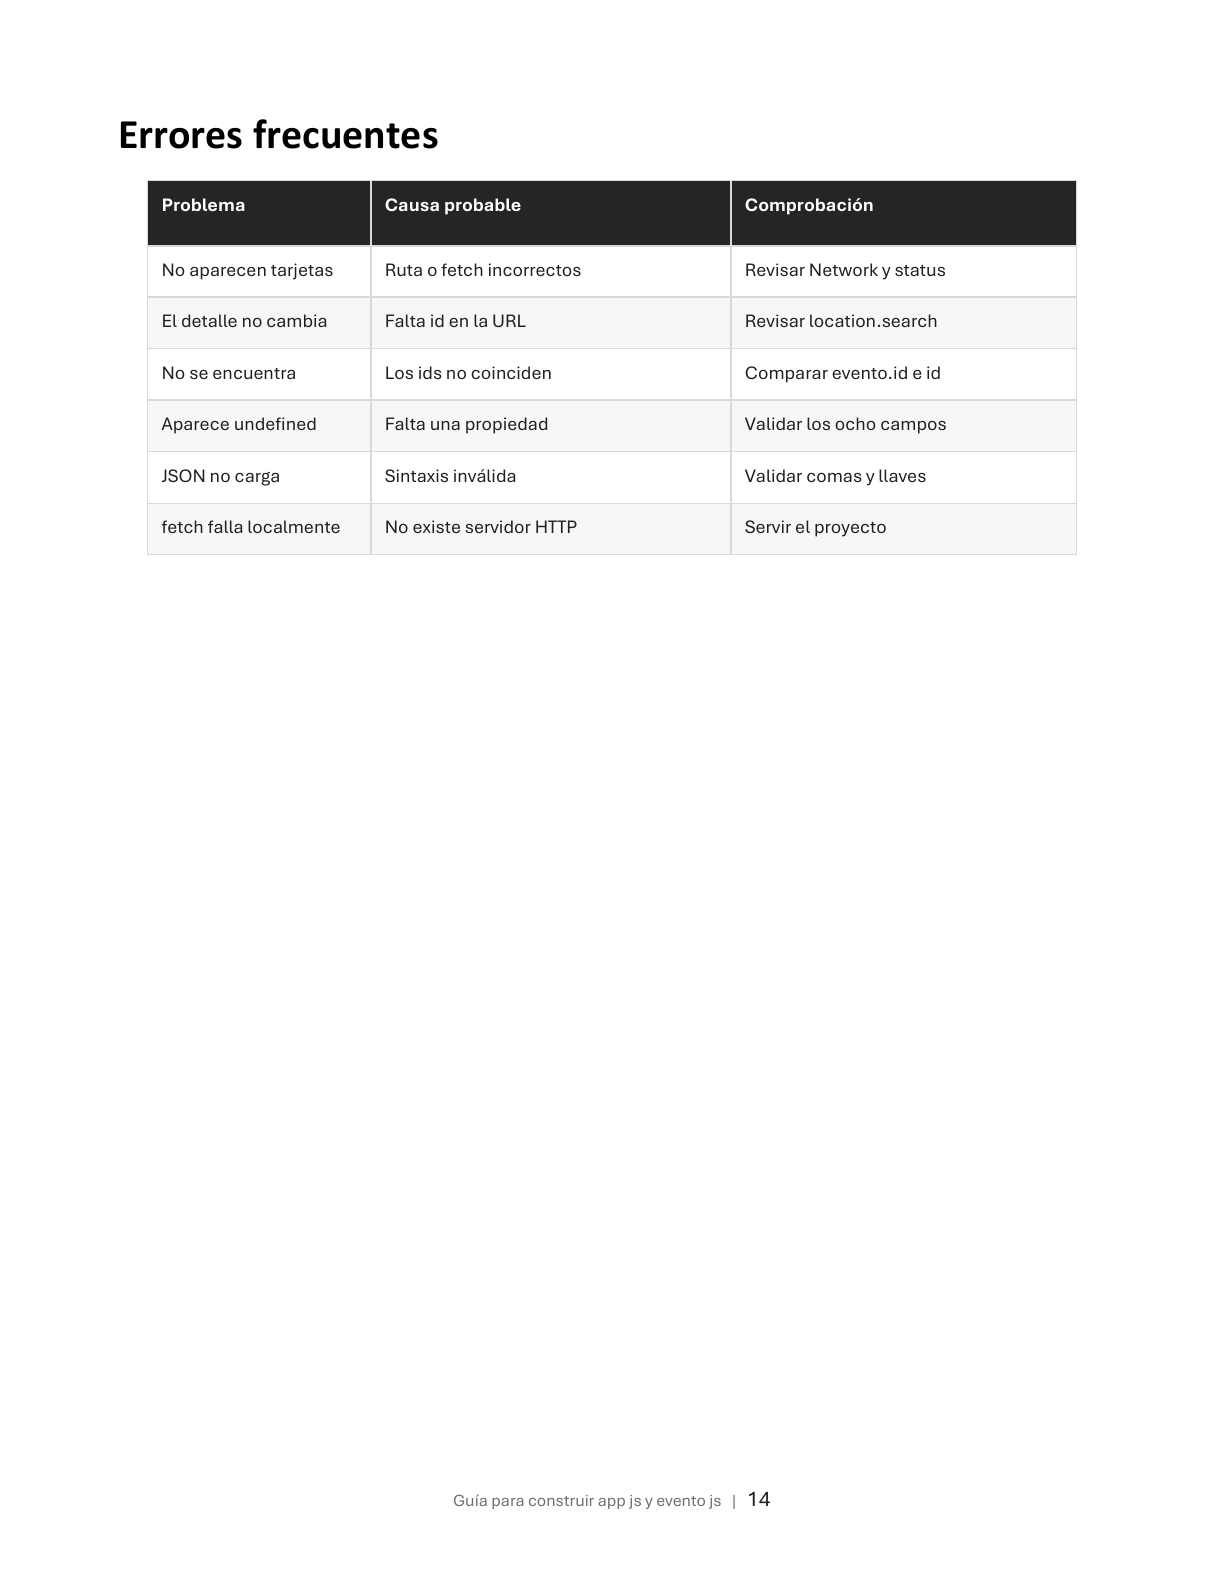 Errores frecuentes
Problema Causa probable Comprobación
No aparecen tarjetas Ruta o fetch incorrectos Revisar Network y status
El detalle no cambia Falta id en la URL Revisar location.search
No se encuentra Los ids no coinciden Comparar evento.id e id
Aparece undefined Falta una propiedad Validar los ocho campos
JSON no carga Sintaxis inválida Validar comas y llaves
fetch falla localmente No existe servidor HTTP Servir el proyecto
Guía para construir app js y evento js | 14